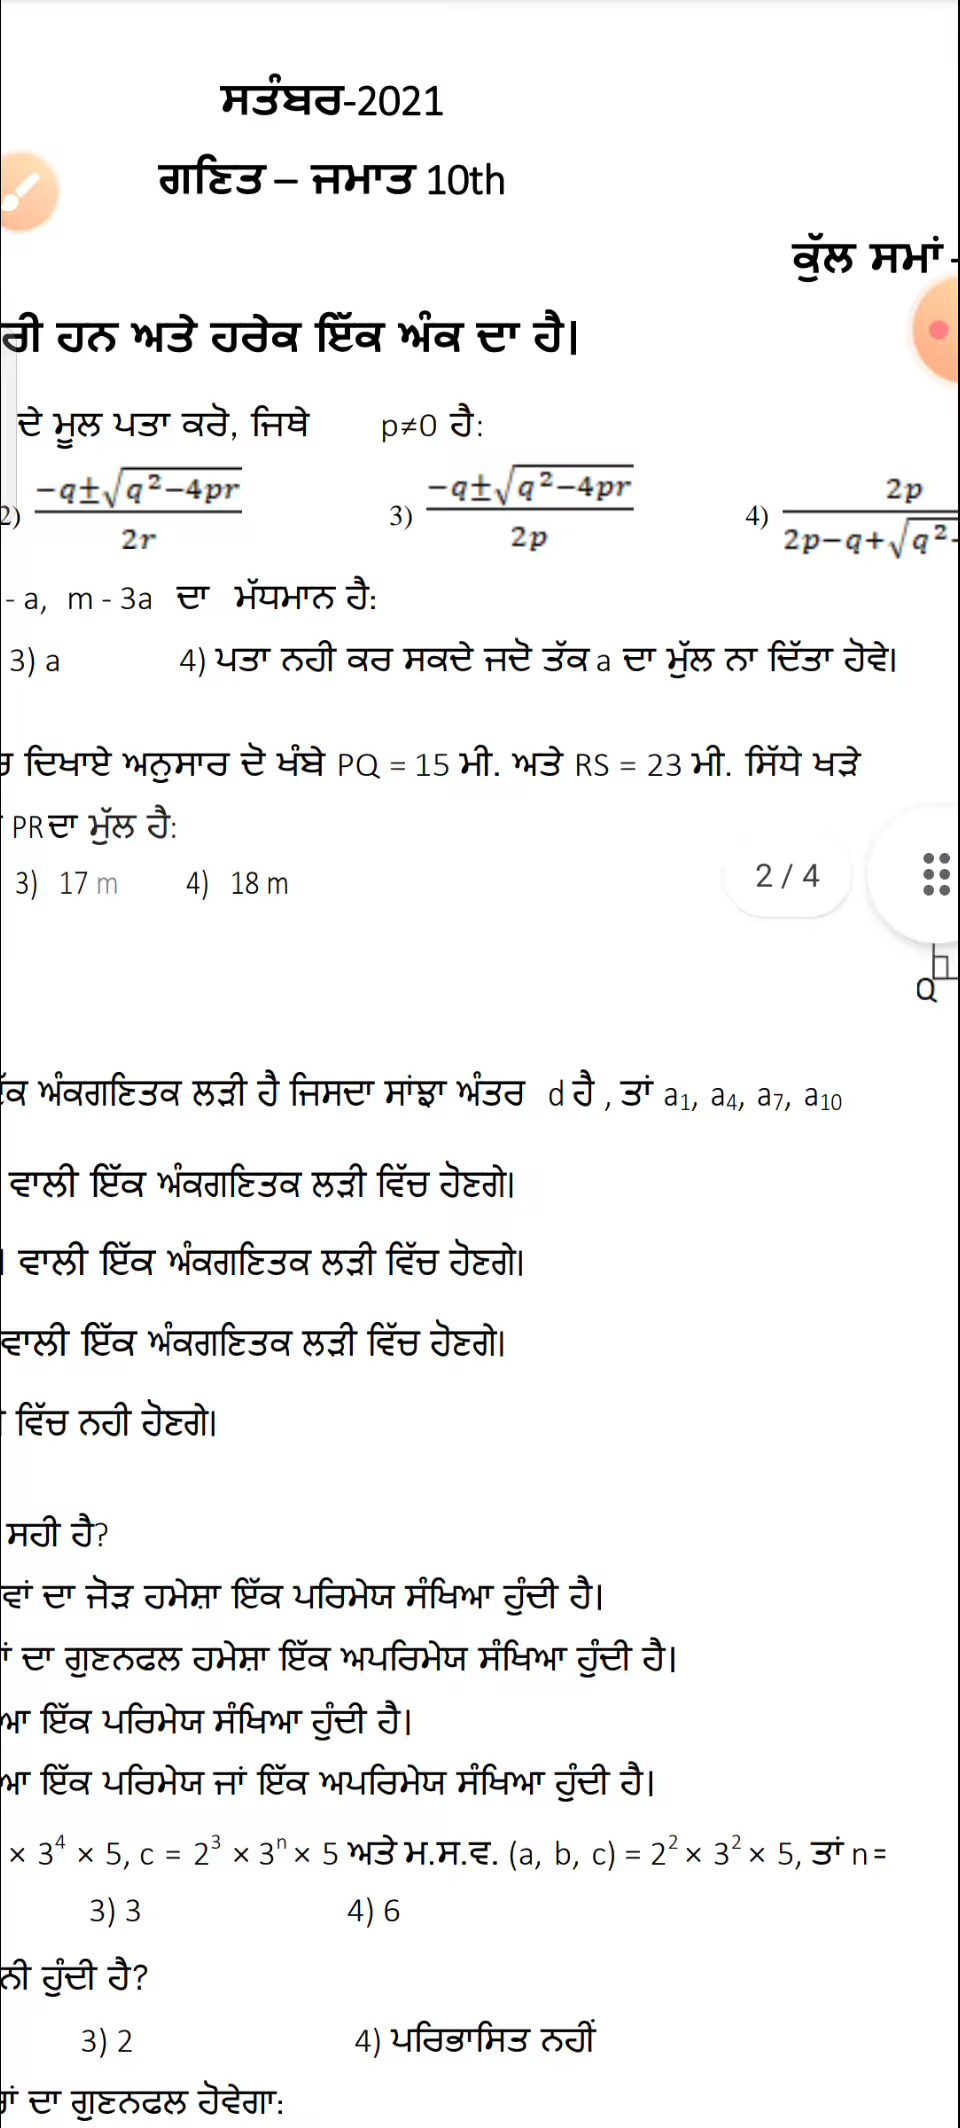 ਸਤੰਬਰ-2021
ਗਣਿਤ – ਜਮਾਤ 10th
ਕੁੱਲ ਸਮਾਂ-
ਰੀ ਹਨ ਅਤੇ ਹਰੇਕ ਇੱਕ ਅੰਕ ਦਾ ਹੈ।
ਦੇ ਮੂਲ ਪਤਾ ਕਰੋ, ਜਿਥੇ p≠0 ਹੈ:
2) (−q±√(q²−4pr))/2r 3) (−q±√(q²−4pr))/2p 4) 2p/(2p−q+√q²-
- a, m - 3a ਦਾ ਮੱਧਮਾਨ ਹੈ:
3) a 4) ਪਤਾ ਨਹੀ ਕਰ ਸਕਦੇ ਜਦੋ ਤੱਕ a ਦਾ ਮੁੱਲ ਨਾ ਦਿੱਤਾ ਹੋਵੇ।
ਦਿਖਾਏ ਅਨੁਸਾਰ ਦੋ ਖੰਬੇ PQ = 15 ਮੀ. ਅਤੇ RS = 23 ਮੀ. ਸਿੱਧੇ ਖੜੇ
PR ਦਾ ਮੁੱਲ ਹੈ:
3) 17 m 4) 18 m
2 / 4
Q
ਅੰਕਗਣਿਤਕ ਲੜੀ ਹੈ ਜਿਸਦਾ ਸਾਂਝਾ ਅੰਤਰ d ਹੈ , ਤਾਂ a₁, a₄, a₇, a₁₀
ਵਾਲੀ ਇੱਕ ਅੰਕਗਣਿਤਕ ਲੜੀ ਵਿੱਚ ਹੋਣਗੇ।
ਵਾਲੀ ਇੱਕ ਅੰਕਗਣਿਤਕ ਲੜੀ ਵਿੱਚ ਹੋਣਗੇ।
ਵਾਲੀ ਇੱਕ ਅੰਕਗਣਿਤਕ ਲੜੀ ਵਿੱਚ ਹੋਣਗੇ।
ਵਿੱਚ ਨਹੀ ਹੋਣਗੇ।
ਸਹੀ ਹੈ?
ਵਾਂ ਦਾ ਜੋੜ ਹਮੇਸ਼ਾ ਇੱਕ ਪਰਿਮੇਯ ਸੰਖਿਆ ਹੁੰਦੀ ਹੈ।
ਦਾ ਗੁਣਨਫਲ ਹਮੇਸ਼ਾ ਇੱਕ ਅਪਰਿਮੇਯ ਸੰਖਿਆ ਹੁੰਦੀ ਹੈ।
ਆ ਇੱਕ ਪਰਿਮੇਯ ਸੰਖਿਆ ਹੁੰਦੀ ਹੈ।
ਆ ਇੱਕ ਪਰਿਮੇਯ ਜਾਂ ਇੱਕ ਅਪਰਿਮੇਯ ਸੰਖਿਆ ਹੁੰਦੀ ਹੈ।
× 3⁴ × 5, c = 2³ × 3ⁿ × 5 ਅਤੇ ਮ.ਸ.ਵ. (a, b, c) = 2² × 3² × 5, ਤਾਂ n =
3) 3 4) 6
ਨੀ ਹੁੰਦੀ ਹੈ?
3) 2 4) ਪਰਿਭਾਸਿਤ ਨਹੀਂ
ਦਾ ਗੁਣਨਫਲ ਹੋਵੇਗਾ: